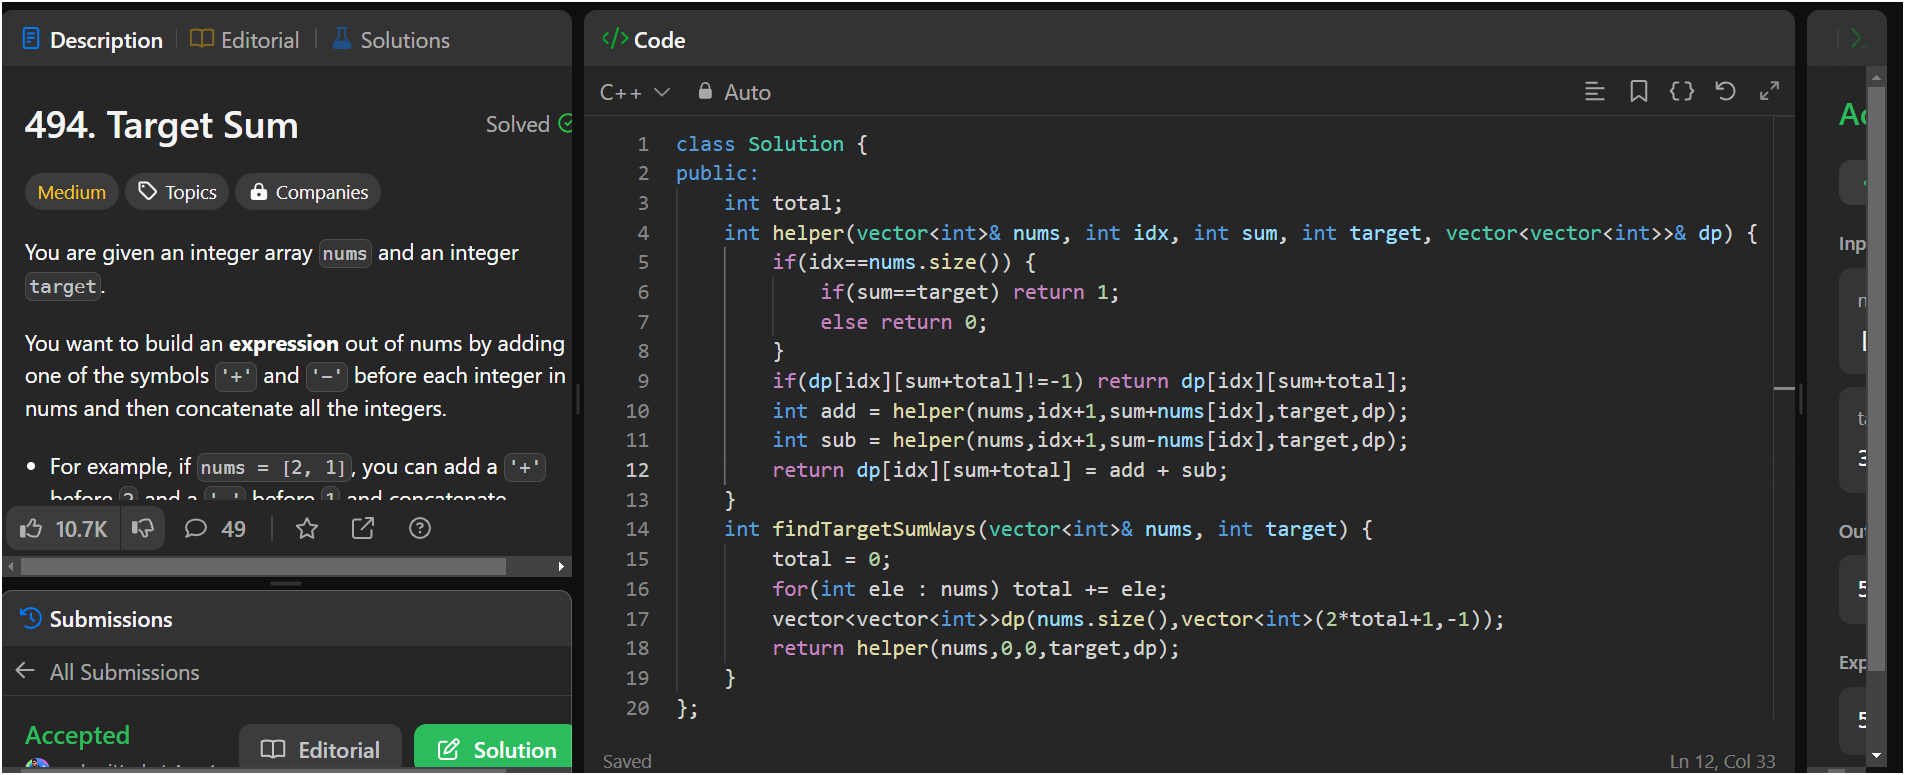 Description Editorial Solutions
494. Target Sum Solved
Medium Topics Companies
You are given an integer array nums and an integer
target.
You want to build an expression out of nums by adding
one of the symbols '+' and '-' before each integer in
nums and then concatenate all the integers.
• For example, if nums = [2, 1], you can add a '+'
before 2 and a '-' before 1 and concatenate
10.7K 49
Submissions
All Submissions
Accepted Editorial Solution
</> Code
C++ Auto
1 class Solution {
2 public:
3 int total;
4 int helper(vector<int>& nums, int idx, int sum, int target, vector<vector<int>>& dp) {
5 if(idx==nums.size()) {
6 if(sum==target) return 1;
7 else return 0;
8 }
9 if(dp[idx][sum+total]!=-1) return dp[idx][sum+total];
10 int add = helper(nums,idx+1,sum+nums[idx],target,dp);
11 int sub = helper(nums,idx+1,sum-nums[idx],target,dp);
12 return dp[idx][sum+total] = add + sub;
13 }
14 int findTargetSumWays(vector<int>& nums, int target) {
15 total = 0;
16 for(int ele : nums) total += ele;
17 vector<vector<int>>dp(nums.size(),vector<int>(2*total+1,-1));
18 return helper(nums,0,0,target,dp);
19 }
20 };
Saved Ln 12, Col 33
Ac
Inp
[
3
Out
5
Exp
5